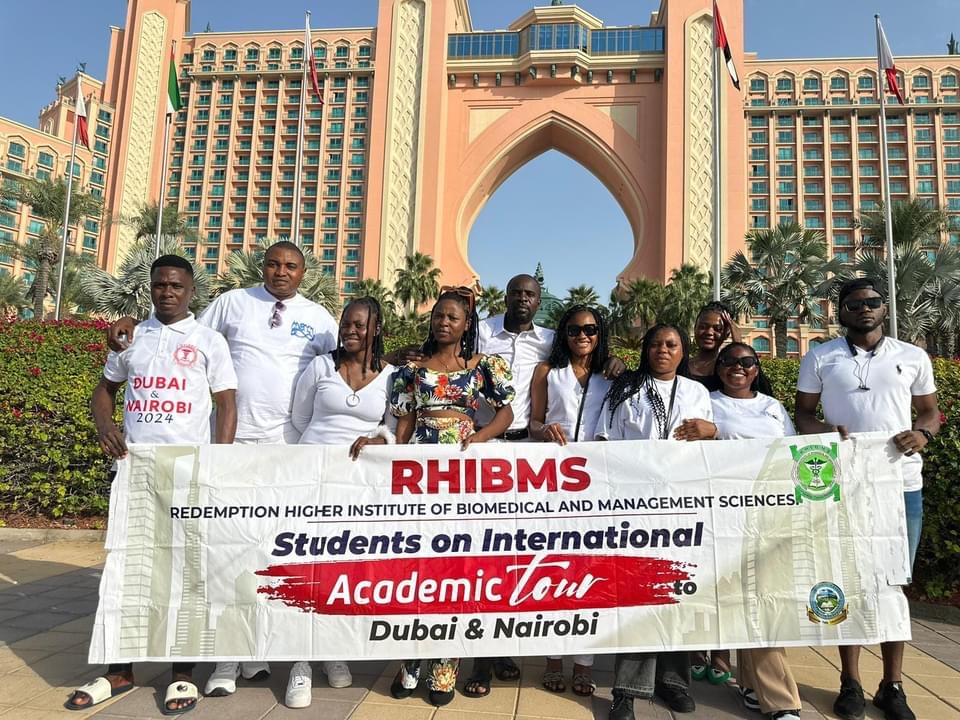 DUBAI
&
NAIROBI
2024
RHIBMS
REDEMPTION HIGHER INSTITUTE OF BIOMEDICAL AND MANAGEMENT SCIENCES.
Students on International
Academic Tour to
Dubai & Nairobi